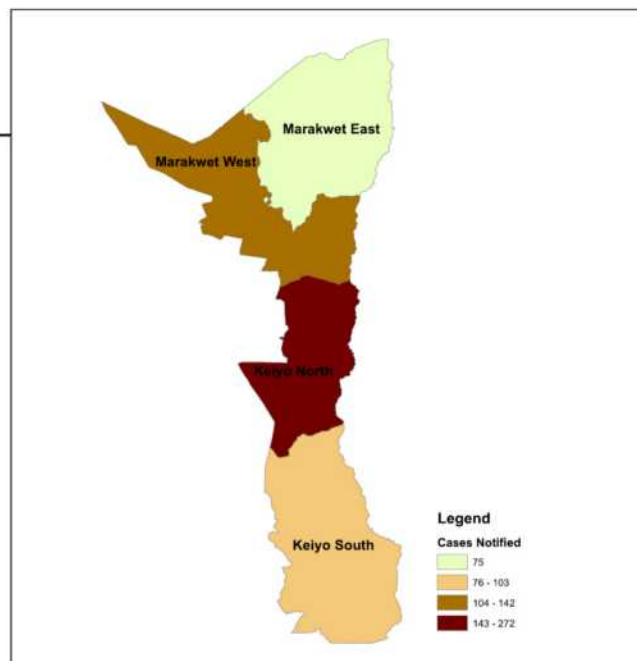 Marakwet East
Marakwet West
Keiyo North
Keiyo South
Legend
Cases Notified
75
76 - 103
104 - 142
143 - 272